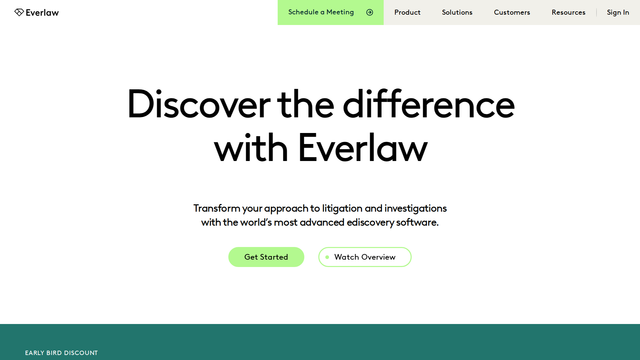 Everlaw
Schedule a Meeting
Product
Solutions
Customers
Resources
Sign In
Discover the difference
with Everlaw
Transform your approach to litigation and investigations
with the world's most advanced ediscovery software.
Get Started
Watch Overview
EARLY BIRD DISCOUNT